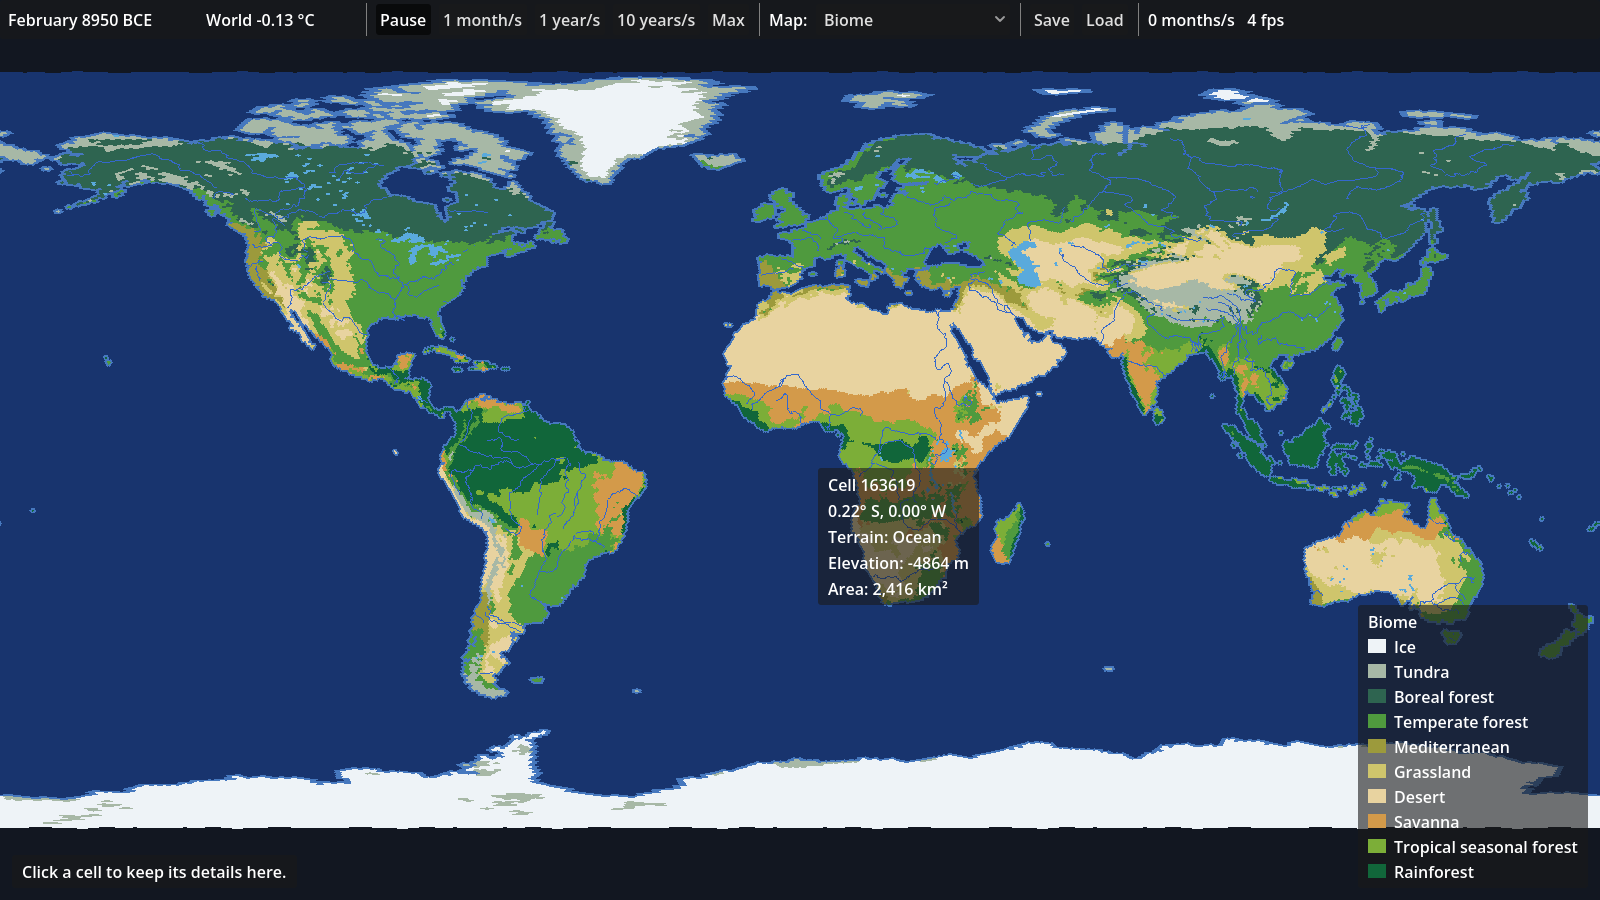 February 8950 BCE World -0.13 °C Pause 1 month/s 1 year/s 10 years/s Max Map: Biome Save Load 0 months/s 4 fps
Cell 163619
0.22° S, 0.00° W
Terrain: Ocean
Elevation: -4864 m
Area: 2,416 km²
Biome
Ice
Tundra
Boreal forest
Temperate forest
Mediterranean
Grassland
Desert
Savanna
Tropical seasonal forest
Rainforest
Click a cell to keep its details here.